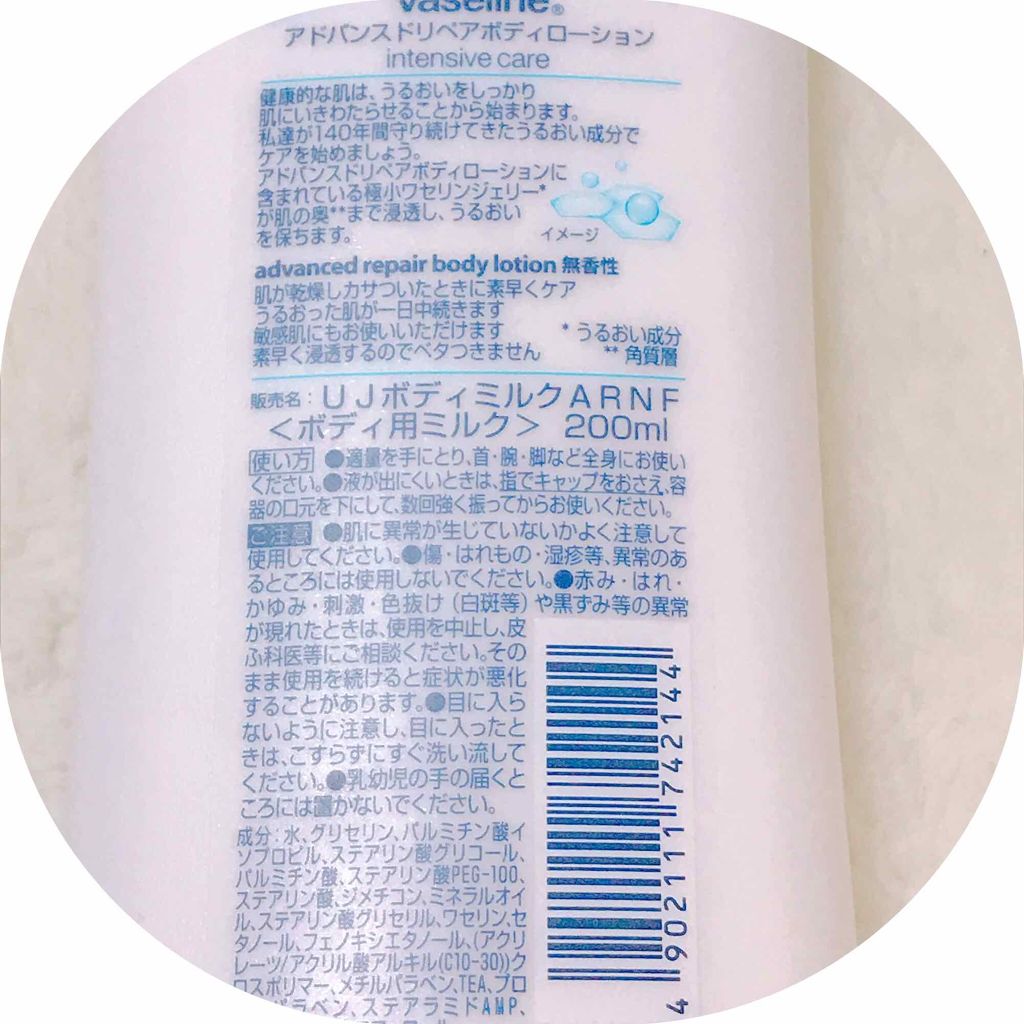 Vaseline®
アドバンスドリペアボディローション
intensive care
健康的な肌は、うるおいをしっかり
肌にいきわたらせることから始まります。
私達が140年間守り続けてきたうるおい成分で
ケアを始めましょう。
アドバンスドリペアボディローションに
含まれている極小ワセリンジェリー*
が肌の奥**まで浸透し、うるおい
を保ちます。
イメージ
advanced repair body lotion 無香性
肌が乾燥しカサついたときに素早くケア
うるおった肌が一日中続きます
敏感肌にもお使いいただけます
素早く浸透するのでベタつきません
* うるおい成分
** 角質層
販売名：ＵＪボディミルクＡＲＮＦ
＜ボディ用ミルク＞ 200ml
使い方 ●適量を手にとり、首・腕・脚など全身にお使い
ください。●液が出にくいときは、指でキャップをおさえ、容
器の口元を下にして、数回強く振ってからお使いください。
ご注意 ●肌に異常が生じていないかよく注意して
使用してください。●傷・はれもの・湿疹等、異常のあ
るところには使用しないでください。●赤み・はれ・
かゆみ・刺激・色抜け（白斑等）や黒ずみ等の異常
が現れたときは、使用を中止し、皮
ふ科医等にご相談ください。その
まま使用を続けると症状が悪化
することがあります。●目に入ら
ないように注意し、目に入ったと
きは、こすらずにすぐ洗い流して
ください。●乳幼児の手の届くと
ころには置かないでください。
成分：水、グリセリン、パルミチン酸イ
ソプロピル、ステアリン酸グリコール、
パルミチン酸、ステアリン酸PEG-100、
ステアリン酸、ジメチコン、ミネラルオイ
ル、ステアリン酸グリセリル、ワセリン、セ
タノール、フェノキシエタノール、(アクリ
レーツ/アクリル酸アルキル(C10-30))ク
ロスポリマー、メチルパラベン、TEA、プロ
パラベン、ステアラミドAMP、
4 902111 742144